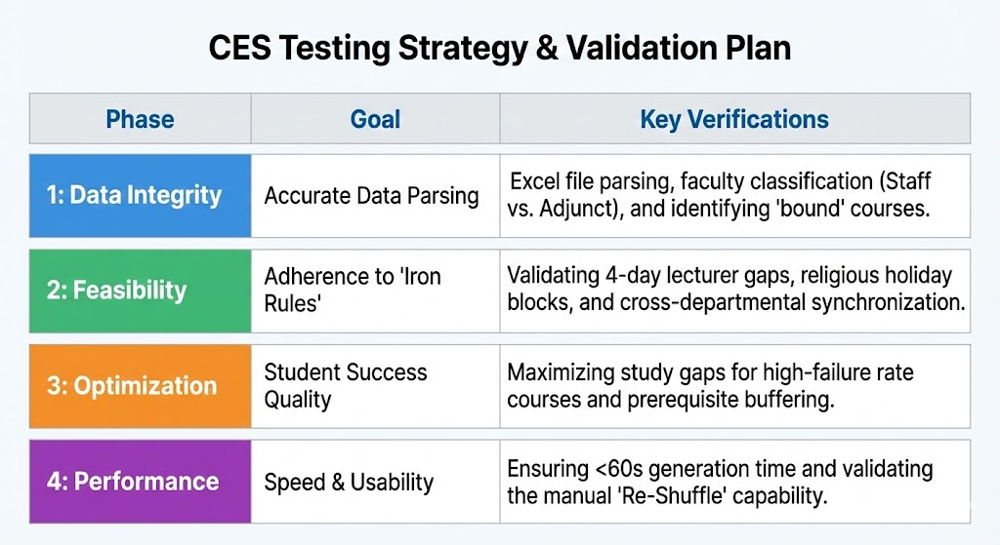 CES Testing Strategy & Validation Plan
Phase
Goal
Key Verifications
1: Data Integrity
Accurate Data Parsing
Excel file parsing, faculty classification (Staff
vs. Adjunct), and identifying 'bound' courses.
2: Feasibility
Adherence to 'Iron
Rules'
Validating 4-day lecturer gaps, religious holiday
blocks, and cross-departmental synchronization.
3: Optimization
Student Success
Quality
Maximizing study gaps for high-failure rate
courses and prerequisite buffering.
4: Performance
Speed & Usability
Ensuring <60s generation time and validating
the manual 'Re-Shuffle' capability.